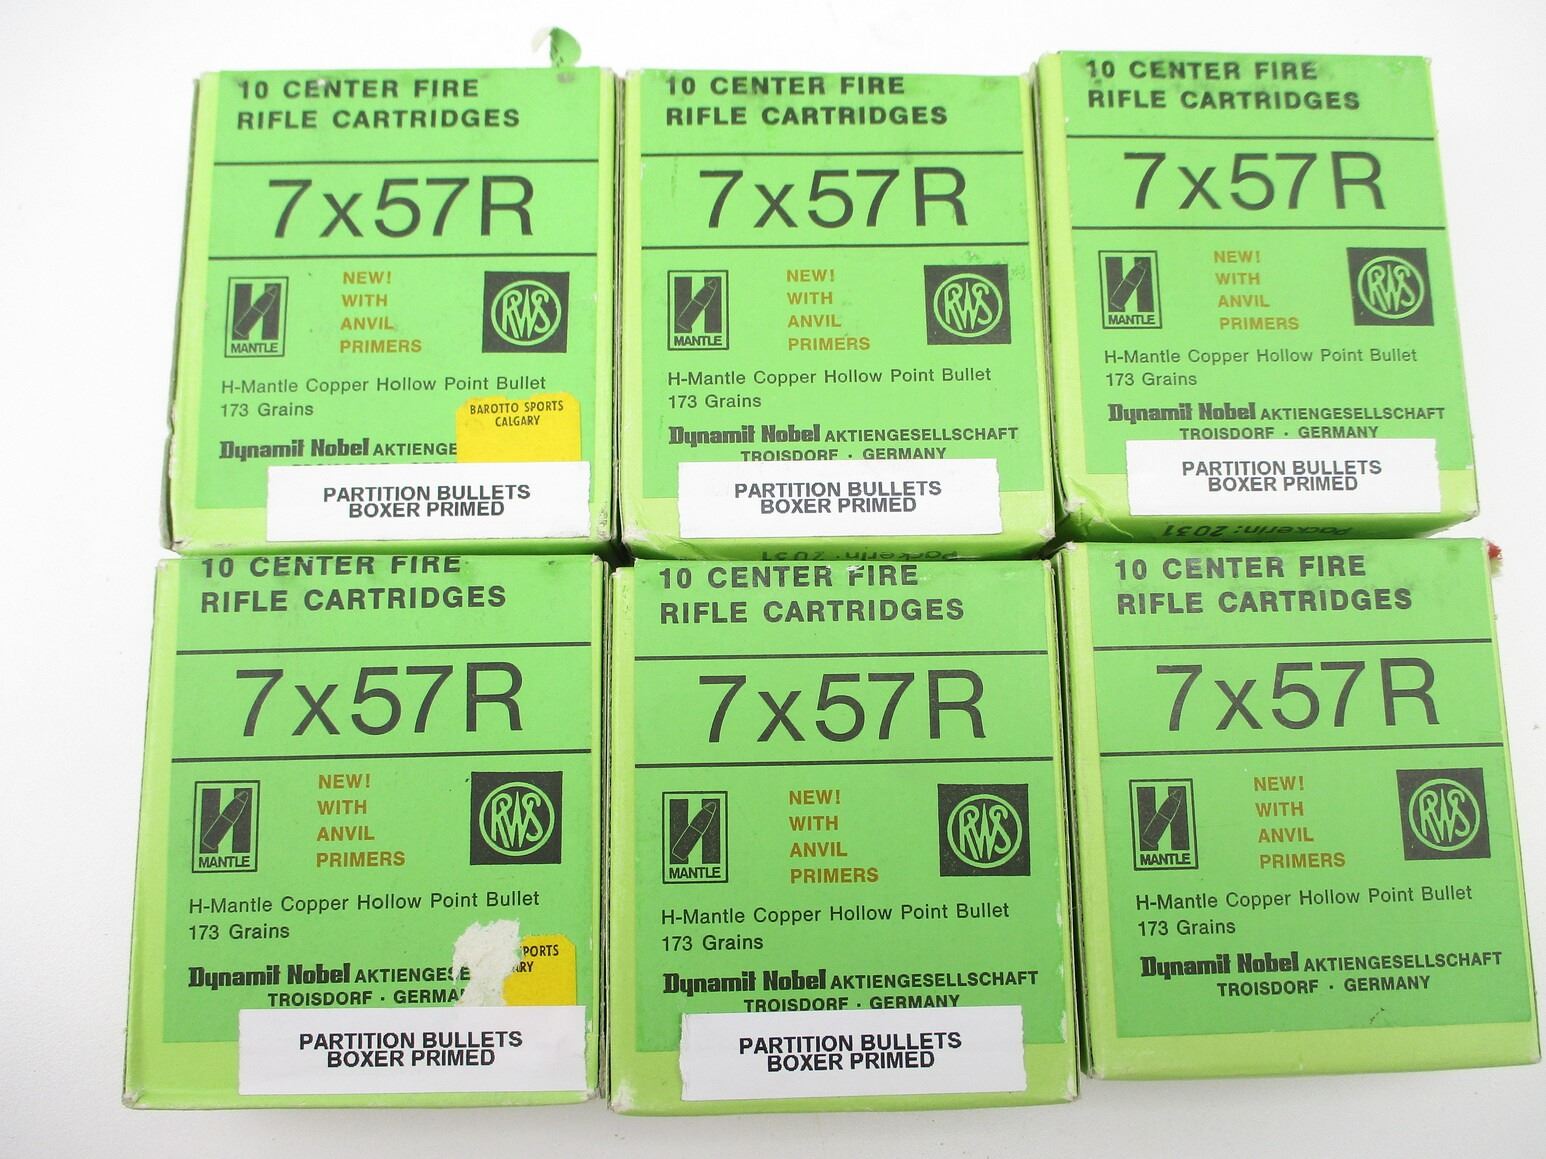 10 CENTER FIRE
RIFLE CARTRIDGES
7x57R
H
MANTLE
NEW!
WITH
ANVIL
PRIMERS
RWS
H-Mantle Copper Hollow Point Bullet
173 Grains
BAROTTO SPORTS
CALGARY
Dynamit Nobel AKTIENGE
PARTITION BULLETS
BOXER PRIMED
10 CENTER FIRE
RIFLE CARTRIDGES
7x57R
H
MANTLE
NEW!
WITH
ANVIL
PRIMERS
RWS
H-Mantle Copper Hollow Point Bullet
173 Grains
Dynamit Nobel AKTIENGESELLSCHAFT
TROISDORF · GERMANY
PARTITION BULLETS
BOXER PRIMED
Packerin: 2031
10 CENTER FIRE
RIFLE CARTRIDGES
7x57R
H
MANTLE
NEW!
WITH
ANVIL
PRIMERS
RWS
H-Mantle Copper Hollow Point Bullet
173 Grains
Dynamit Nobel AKTIENGESELLSCHAFT
TROISDORF · GERMANY
PARTITION BULLETS
BOXER PRIMED
Packerin: 2031
10 CENTER FIRE
RIFLE CARTRIDGES
7x57R
H
MANTLE
NEW!
WITH
ANVIL
PRIMERS
RWS
H-Mantle Copper Hollow Point Bullet
173 Grains
PORTS
RY
Dynamit Nobel AKTIENGESE
TROISDORF · GERMA
PARTITION BULLETS
BOXER PRIMED
10 CENTER FIRE
RIFLE CARTRIDGES
7x57R
H
MANTLE
NEW!
WITH
ANVIL
PRIMERS
RWS
H-Mantle Copper Hollow Point Bullet
173 Grains
Dynamit Nobel AKTIENGESELLSCHAFT
TROISDORF · GERMANY
PARTITION BULLETS
BOXER PRIMED
10 CENTER FIRE
RIFLE CARTRIDGES
7x57R
H
MANTLE
NEW!
WITH
ANVIL
PRIMERS
RWS
H-Mantle Copper Hollow Point Bullet
173 Grains
Dynamit Nobel AKTIENGESELLSCHAFT
TROISDORF · GERMANY